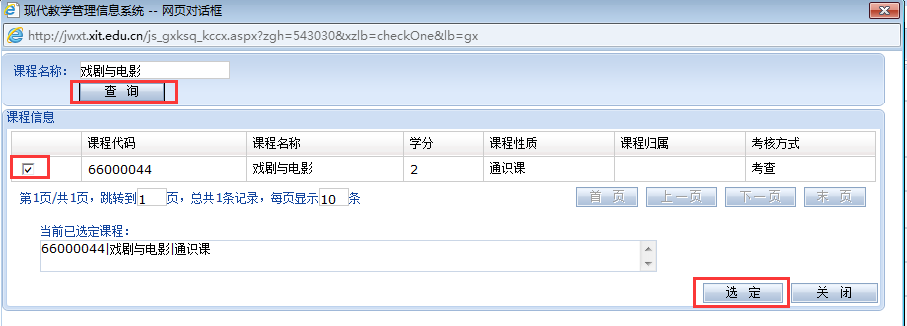 现代教学管理信息系统 -- 网页对话框
http://jwxt.xit.edu.cn/js_gxksq_kccx.aspx?zgh=543030&xzlb=checkOne&lb=gx
课程名称： 戏剧与电影
查 询
课程信息
课程代码 课程名称 学分 课程性质 课程归属 考核方式
66000044 戏剧与电影 2 通识课 考查
第1页/共1页，跳转到 1 页，总共1条记录，每页显示 10 条 首 页 上一页 下一页 末 页
当前已选定课程：
66000044|戏剧与电影|通识课
选 定 关 闭